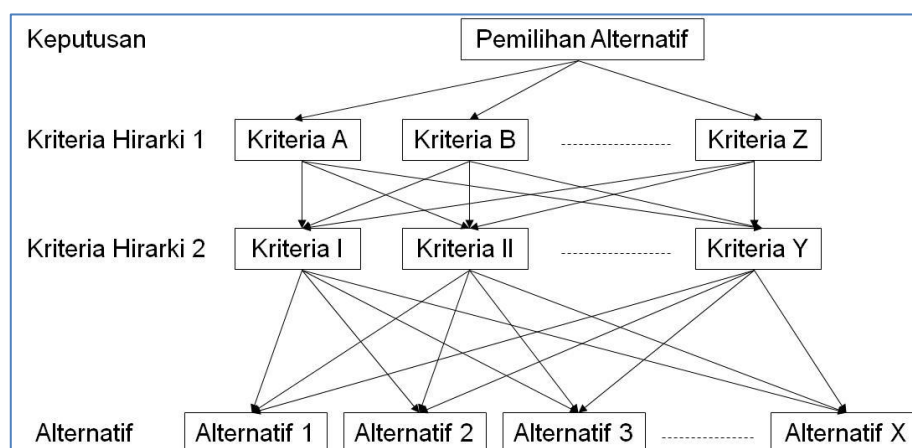 Keputusan
Pemilihan Alternatif
Kriteria Hirarki 1
Kriteria A
Kriteria B
Kriteria Z
Kriteria Hirarki 2
Kriteria I
Kriteria II
Kriteria Y
Alternatif
Alternatif 1
Alternatif 2
Alternatif 3
Alternatif X